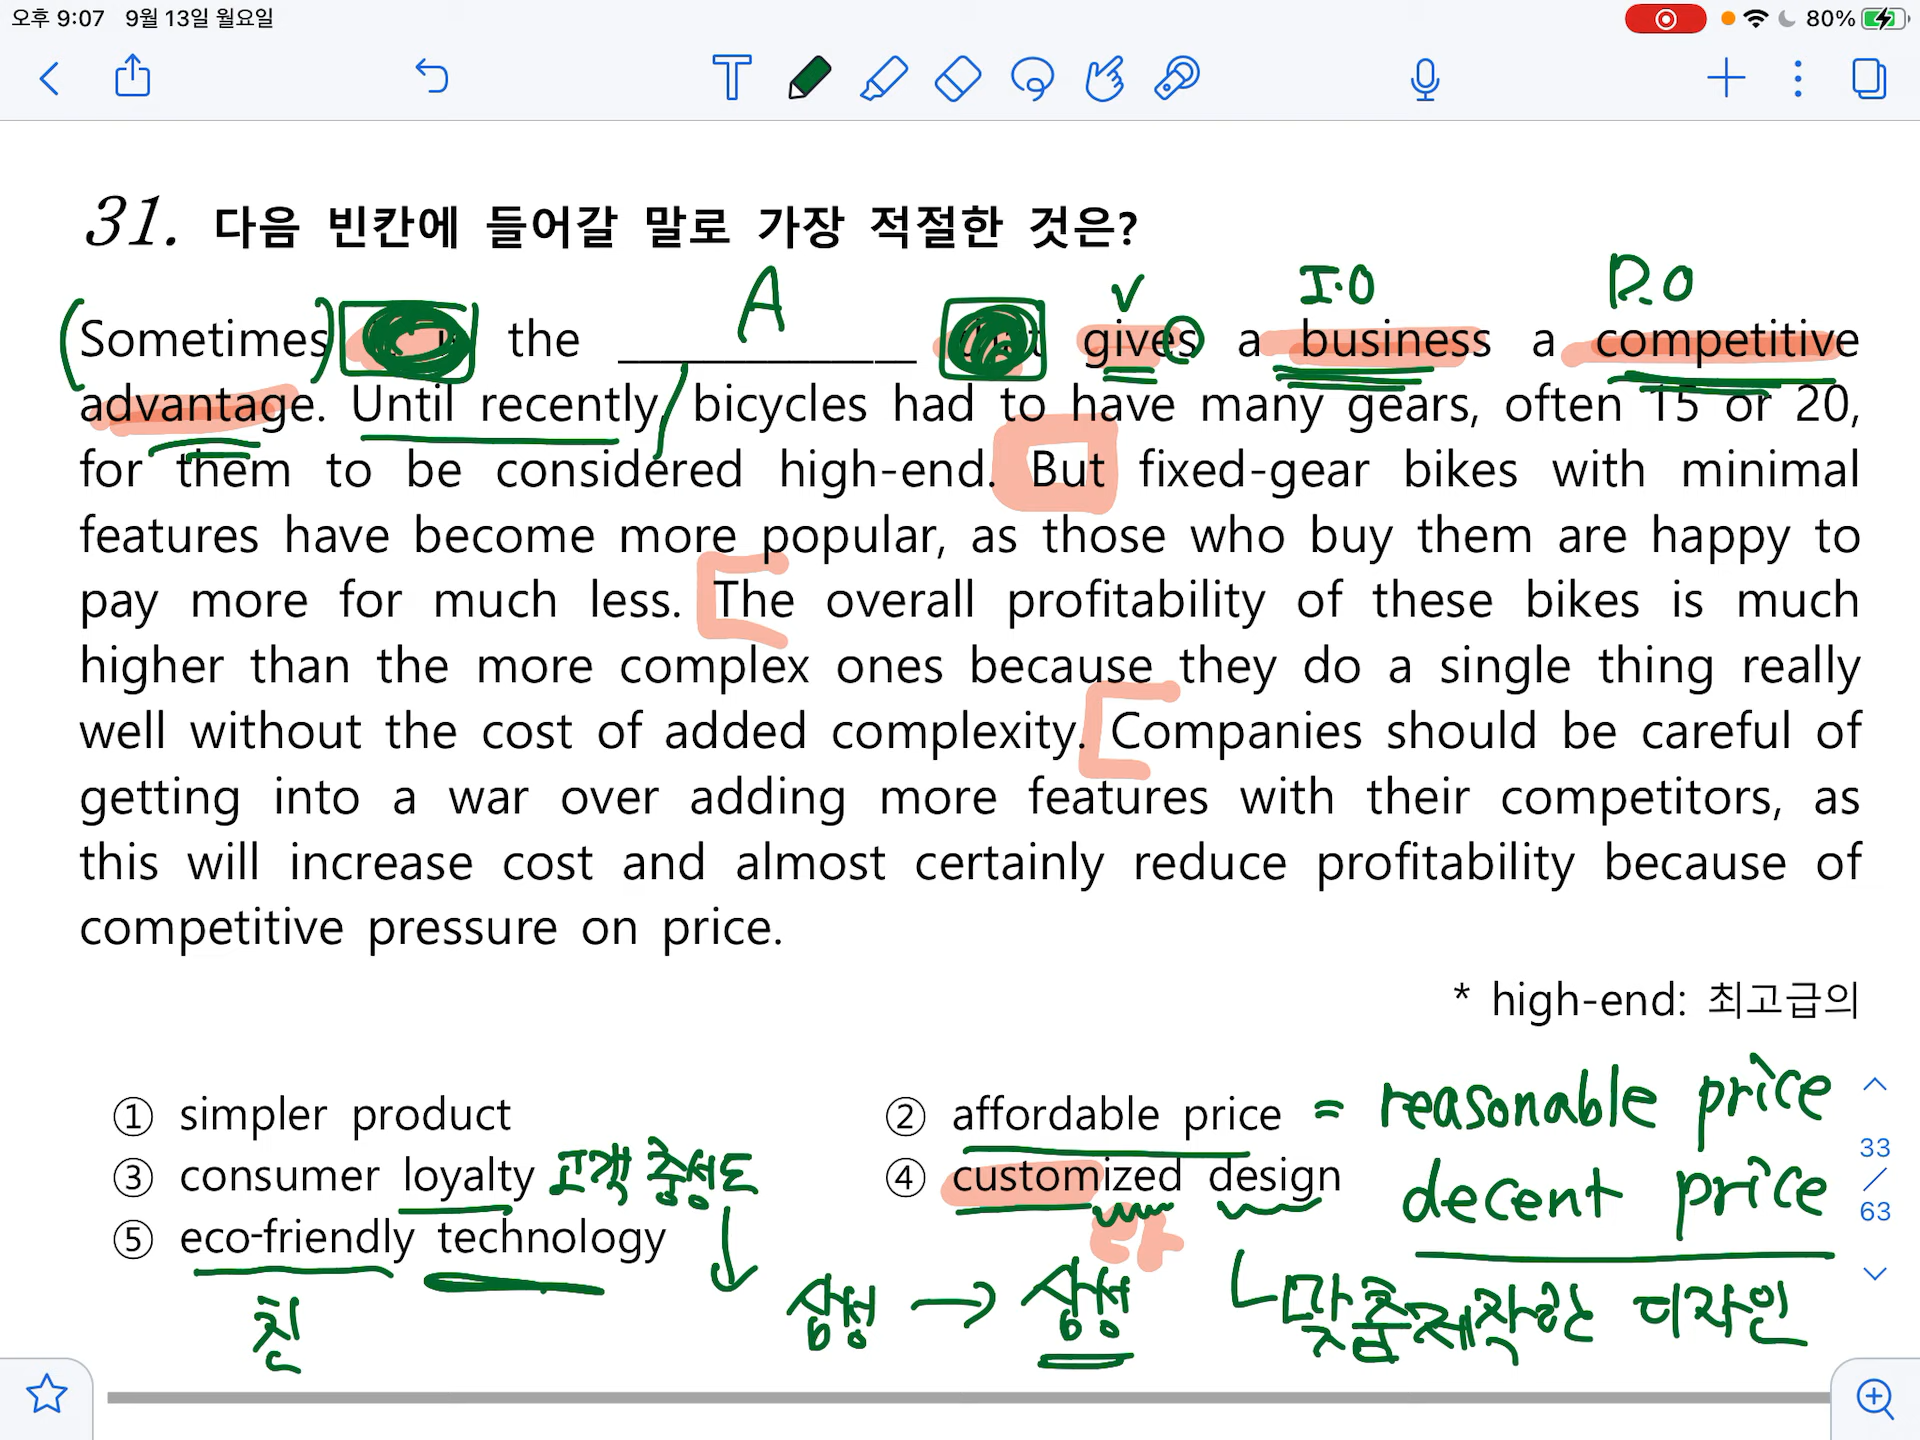 오후 9:07 9월 13일 월요일 80%
31. 다음 빈칸에 들어갈 말로 가장 적절한 것은?
A V I.O D.O
(Sometimes) the ____________ gives a business a competitive
advantage. Until recently, bicycles had to have many gears, often 15 or 20,
for them to be considered high-end. But fixed-gear bikes with minimal
features have become more popular, as those who buy them are happy to
pay more for much less. The overall profitability of these bikes is much
higher than the more complex ones because they do a single thing really
well without the cost of added complexity. Companies should be careful of
getting into a war over adding more features with their competitors, as
this will increase cost and almost certainly reduce profitability because of
competitive pressure on price.
* high-end: 최고급의
① simpler product ② affordable price = reasonable price
33
③ consumer loyalty 고객 충성도 ④ customized design decent price
/
63
⑤ eco-friendly technology
친 삼성 → 삼성 맞춤제작하는 디자인